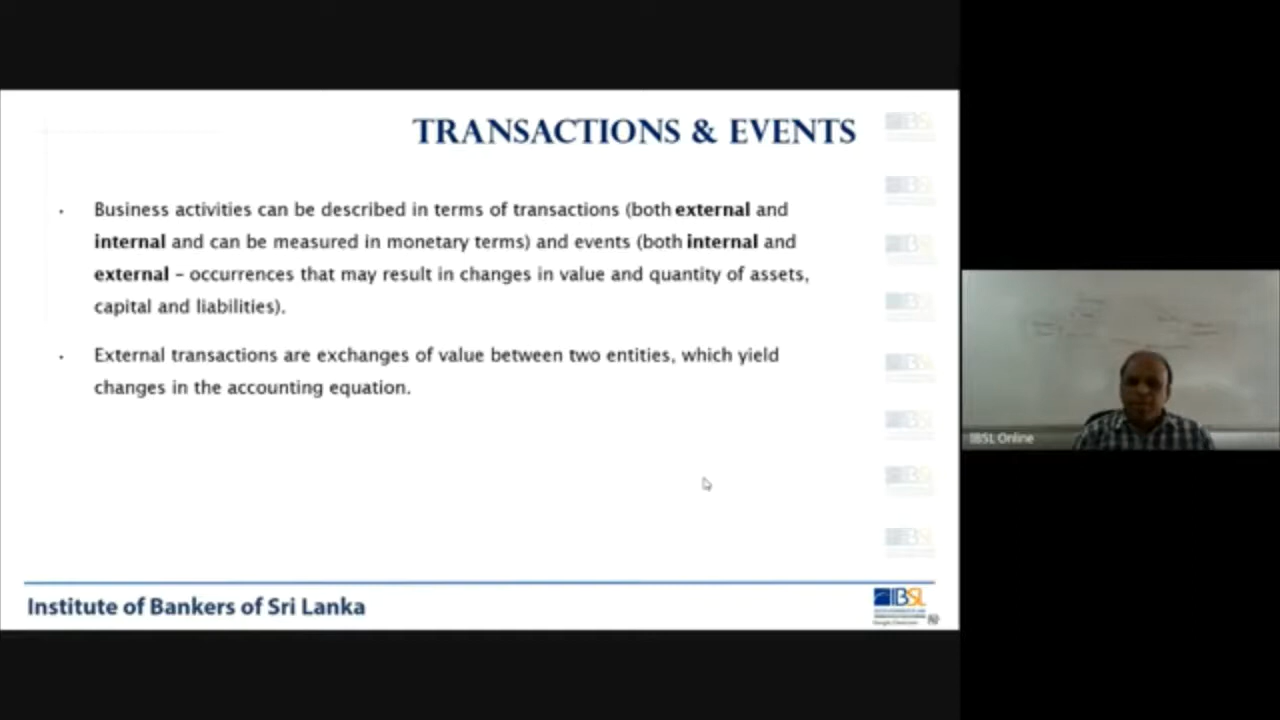 TRANSACTIONS & EVENTS
· Business activities can be described in terms of transactions (both external and
internal and can be measured in monetary terms) and events (both internal and
external – occurrences that may result in changes in value and quantity of assets,
capital and liabilities).
· External transactions are exchanges of value between two entities, which yield
changes in the accounting equation.
IBSL Online
Institute of Bankers of Sri Lanka
IBSL